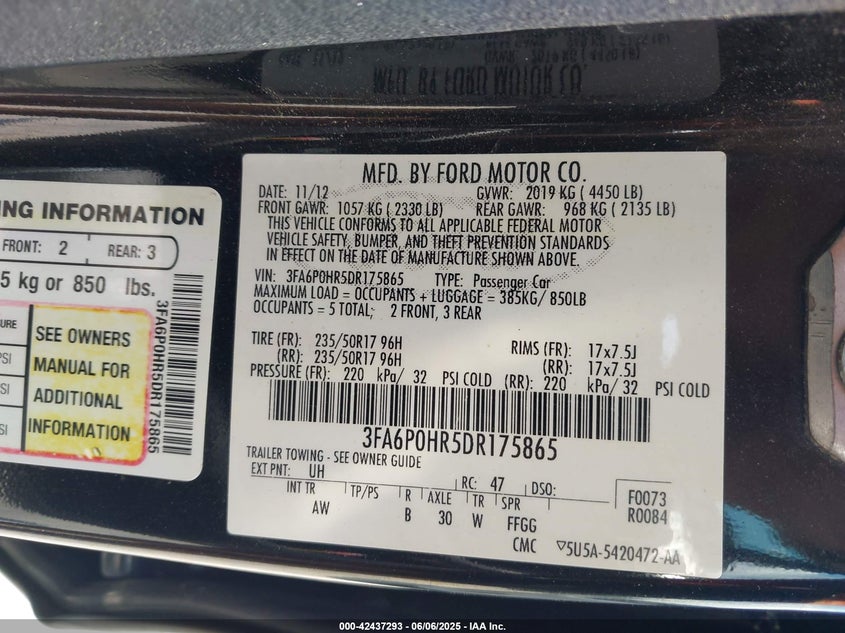 MFD. BY FORD MOTOR CO.
DATE: 11/12 GVWR: 2019 KG ( 4450 LB)
FRONT GAWR: 1057 KG ( 2330 LB) REAR GAWR: 968 KG ( 2135 LB)
THIS VEHICLE CONFORMS TO ALL APPLICABLE FEDERAL MOTOR
VEHICLE SAFETY, BUMPER, AND THEFT PREVENTION STANDARDS
IN EFFECT ON THE DATE OF MANUFACTURE SHOWN ABOVE.
VIN: 3FA6P0HR5DR175865 TYPE: Passenger Car
MAXIMUM LOAD = OCCUPANTS + LUGGAGE = 385KG/ 850LB
OCCUPANTS = 5 TOTAL; 2 FRONT, 3 REAR
TIRE (FR): 235/50R17 96H RIMS (FR): 17x7.5J
(RR): 235/50R17 96H (RR): 17x7.5J
PRESSURE (FR): 220 kPa/ 32 PSI COLD (RR): 220 kPa/ 32 PSI COLD
3FA6P0HR5DR175865
TRAILER TOWING - SEE OWNER GUIDE
EXT PNT: UH RC: 47 DSO:
INT TR TP/PS R AXLE TR SPR F0073
AW B 30 W FFGG R0084
CMC ▽5U5A-5420472-AA
NG INFORMATION
FRONT: 2 REAR: 3
5 kg or 850 lbs.
URE
PSI
SI
PSI
SEE OWNERS
MANUAL FOR
ADDITIONAL
INFORMATION
3FA6P0HR5DR175865
000-42437293 - 06/06/2025 - IAA Inc.